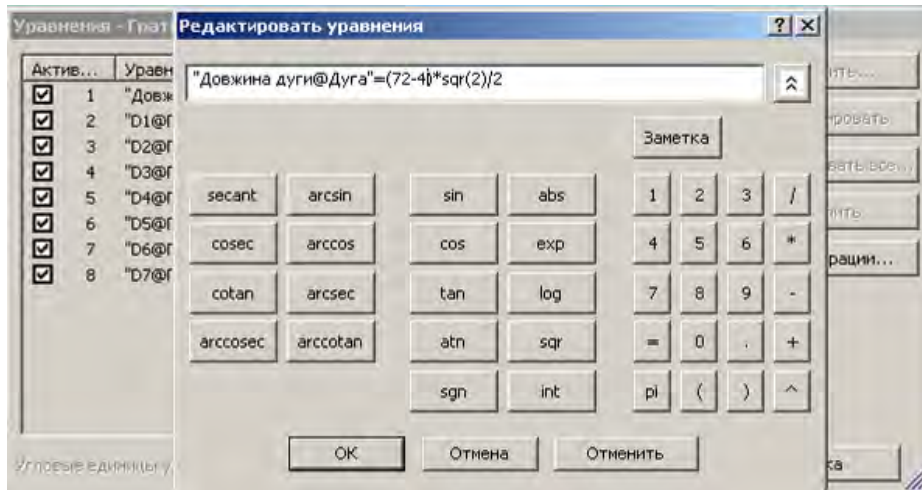 Уравнения - Грат
Редактировать уравнения
Актив... Уравн
"Довжина дуги@Дуга"=(72-4)*sqr(2)/2
1 "Довж
2 "D1@Г
3 "D2@Г
4 "D3@Г
5 "D4@Г
6 "D5@Г
7 "D6@Г
8 "D7@Г
Заметка
secant arcsin sin abs 1 2 3 /
cosec arccos cos exp 4 5 6 *
cotan arcsec tan log 7 8 9 -
arccosec arccotan atn sqr = 0 . +
sgn int pi ( ) ^
OK Отмена Отменить
Угловые единицы у
рации...
ка